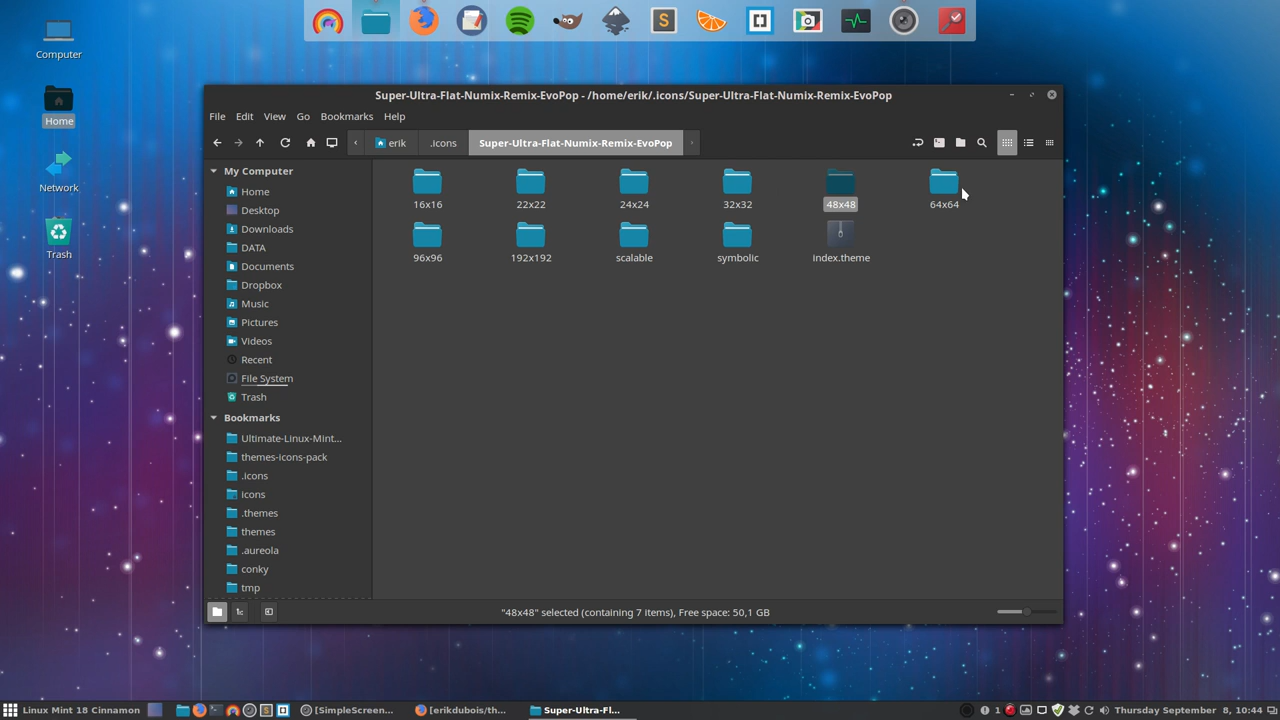 Computer
Home
Network
Trash
Super-Ultra-Flat-Numix-Remix-EvoPop - /home/erik/.icons/Super-Ultra-Flat-Numix-Remix-EvoPop
File Edit View Go Bookmarks Help
erik .icons Super-Ultra-Flat-Numix-Remix-EvoPop
My Computer
Home
Desktop
Downloads
DATA
Documents
Dropbox
Music
Pictures
Videos
Recent
File System
Trash
Bookmarks
Ultimate-Linux-Mint...
themes-icons-pack
.icons
icons
.themes
themes
.aureola
conky
tmp
16x16 22x22 24x24 32x32 48x48 64x64
96x96 192x192 scalable symbolic index.theme
"48x48" selected (containing 7 items), Free space: 50,1 GB
Linux Mint 18 Cinnamon [SimpleScreen... [erikdubois/th... Super-Ultra-Fl... 1 Thursday September 8, 10:44